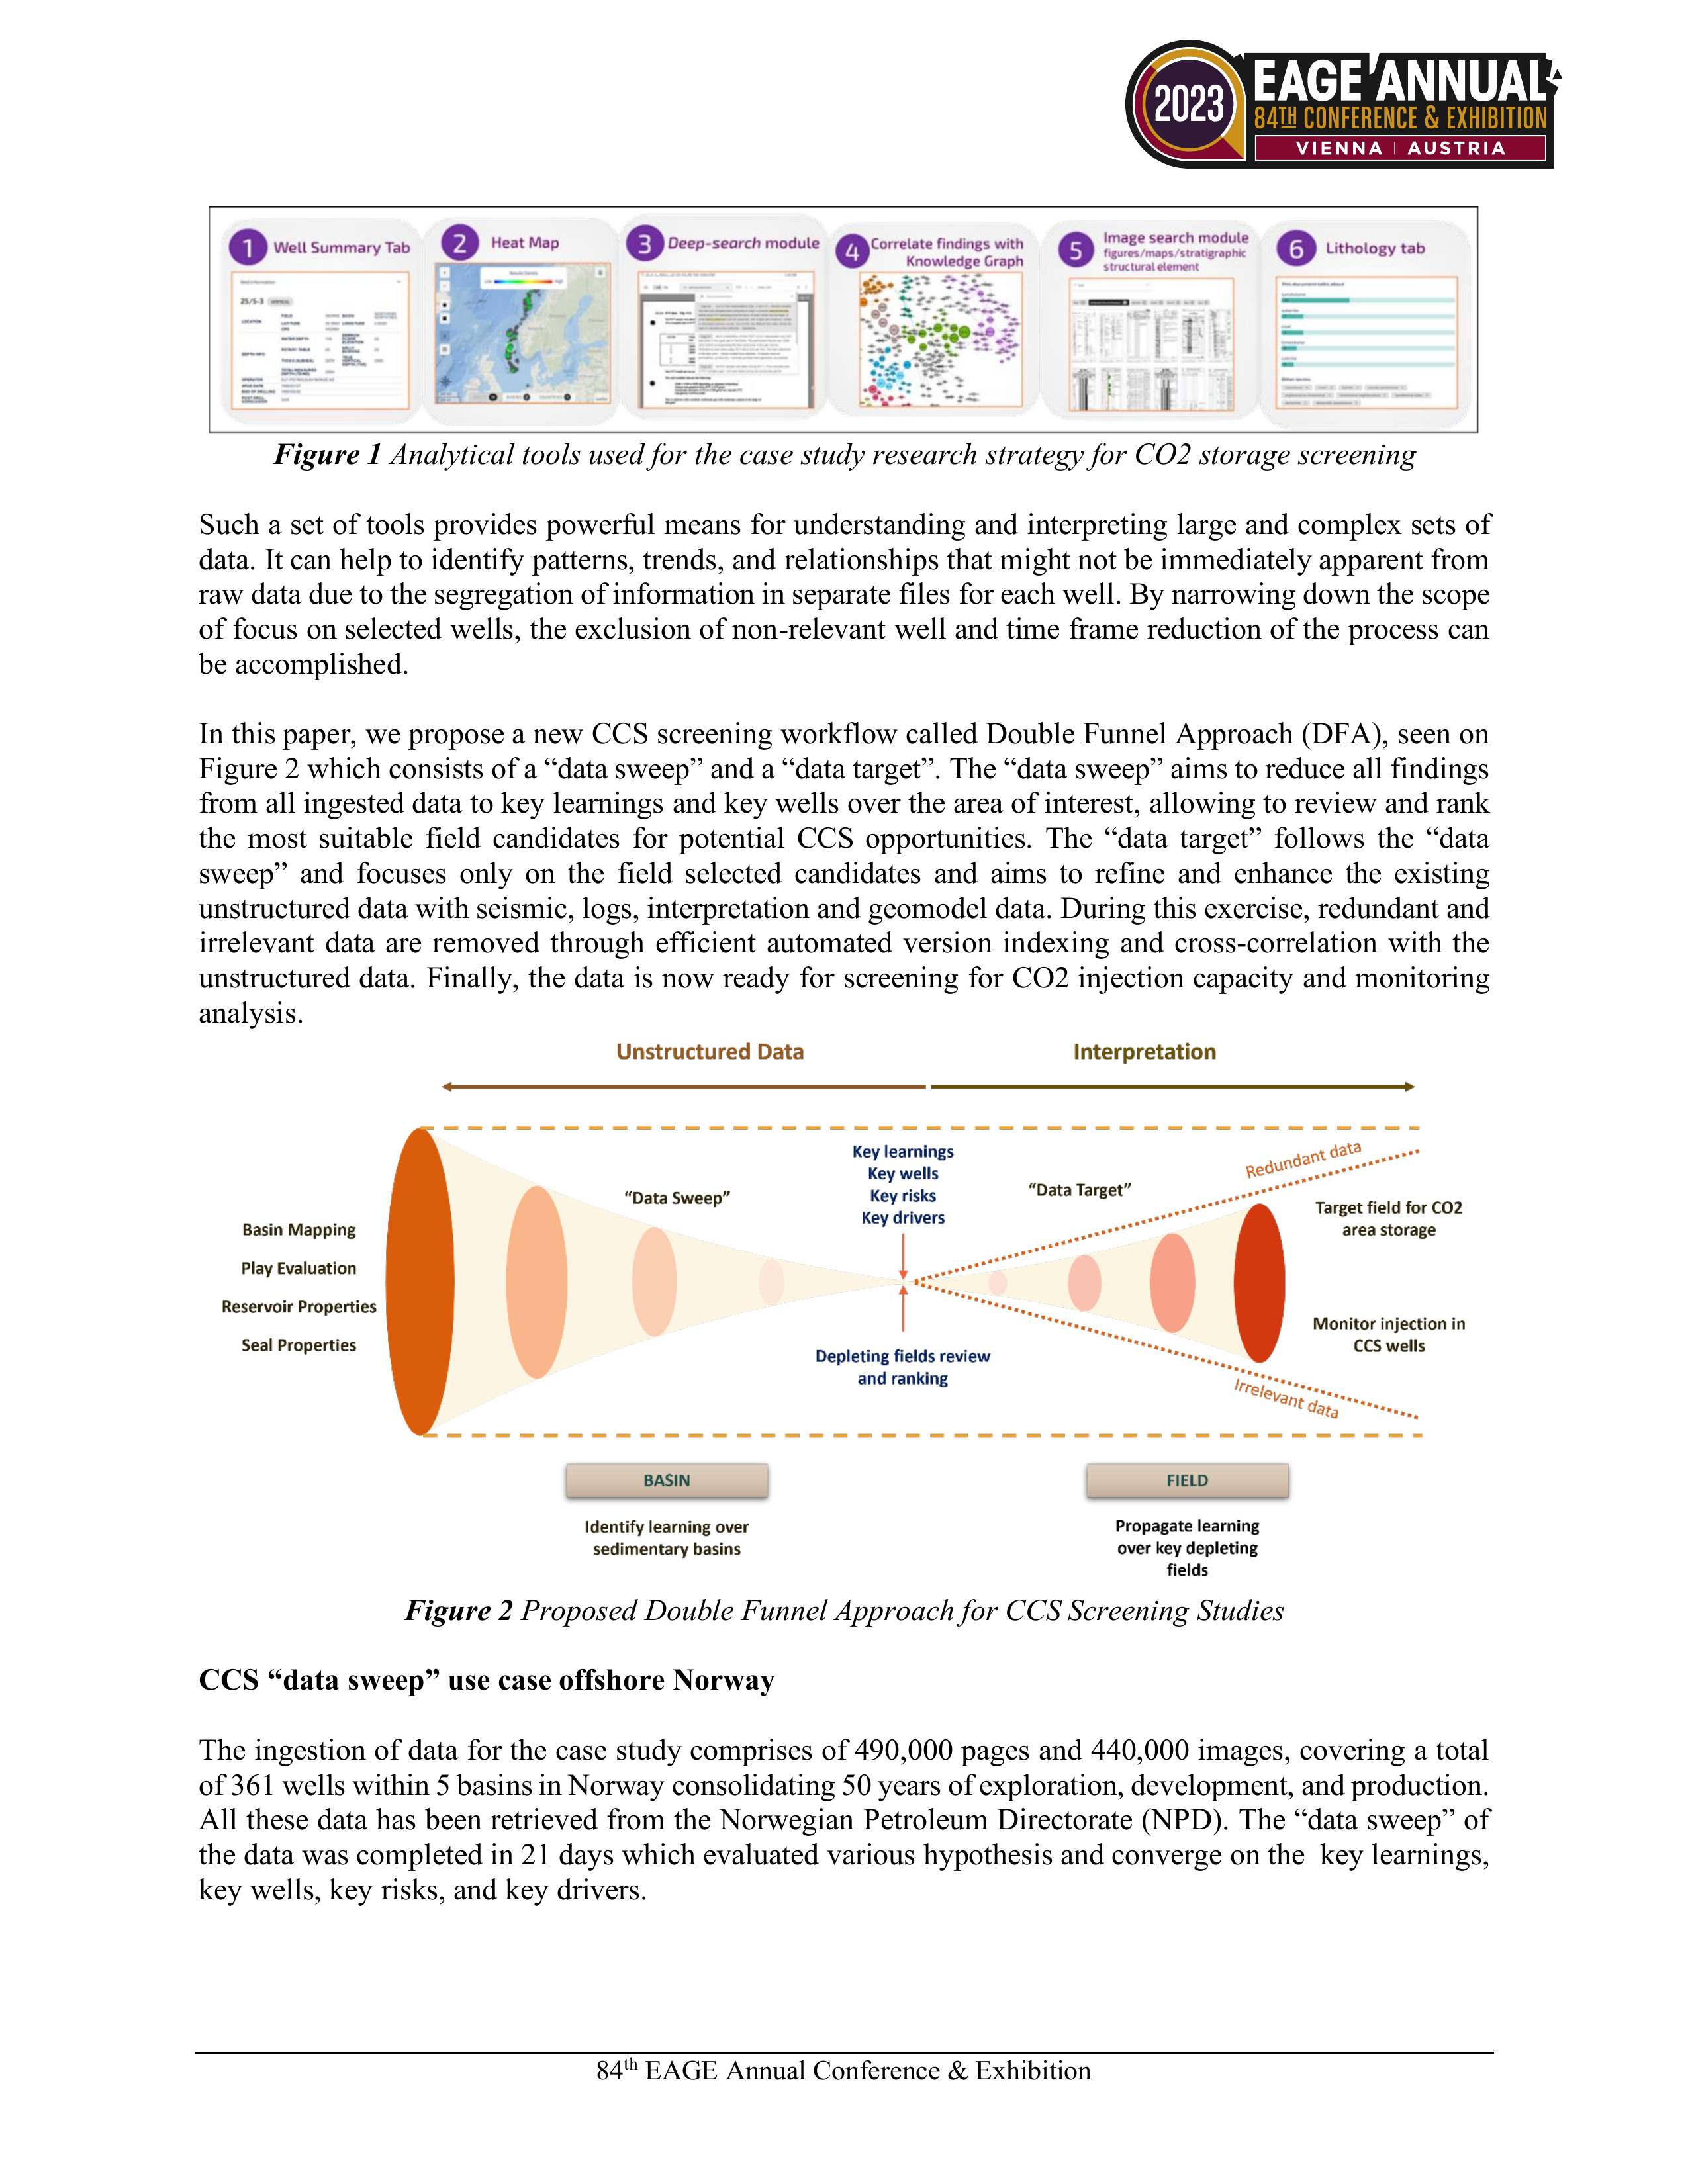 2023
EAGE ANNUAL
84TH CONFERENCE & EXHIBITION
VIENNA | AUSTRIA
1 Well Summary Tab
2 Heat Map
3 Deep-search module
4 Correlate findings with
Knowledge Graph
5 Image search module
figures/maps/stratigraphic
structural element
6 Lithology tab
25/5-3
Figure 1 Analytical tools used for the case study research strategy for CO2 storage screening
Such a set of tools provides powerful means for understanding and interpreting large and complex sets of
data. It can help to identify patterns, trends, and relationships that might not be immediately apparent from
raw data due to the segregation of information in separate files for each well. By narrowing down the scope
of focus on selected wells, the exclusion of non-relevant well and time frame reduction of the process can
be accomplished.
In this paper, we propose a new CCS screening workflow called Double Funnel Approach (DFA), seen on
Figure 2 which consists of a “data sweep” and a “data target”. The “data sweep” aims to reduce all findings
from all ingested data to key learnings and key wells over the area of interest, allowing to review and rank
the most suitable field candidates for potential CCS opportunities. The “data target” follows the “data
sweep” and focuses only on the field selected candidates and aims to refine and enhance the existing
unstructured data with seismic, logs, interpretation and geomodel data. During this exercise, redundant and
irrelevant data are removed through efficient automated version indexing and cross-correlation with the
unstructured data. Finally, the data is now ready for screening for CO2 injection capacity and monitoring
analysis.
Unstructured Data
Interpretation
Key learnings
Key wells
Key risks
Key drivers
“Data Sweep”
“Data Target”
Redundant data
Target field for CO2
area storage
Basin Mapping
Play Evaluation
Reservoir Properties
Seal Properties
Monitor injection in
CCS wells
Depleting fields review
and ranking
Irrelevant data
BASIN
FIELD
Identify learning over
sedimentary basins
Propagate learning
over key depleting
fields
Figure 2 Proposed Double Funnel Approach for CCS Screening Studies
CCS “data sweep” use case offshore Norway
The ingestion of data for the case study comprises of 490,000 pages and 440,000 images, covering a total
of 361 wells within 5 basins in Norway consolidating 50 years of exploration, development, and production.
All these data has been retrieved from the Norwegian Petroleum Directorate (NPD). The “data sweep” of
the data was completed in 21 days which evaluated various hypothesis and converge on the key learnings,
key wells, key risks, and key drivers.
84th EAGE Annual Conference & Exhibition